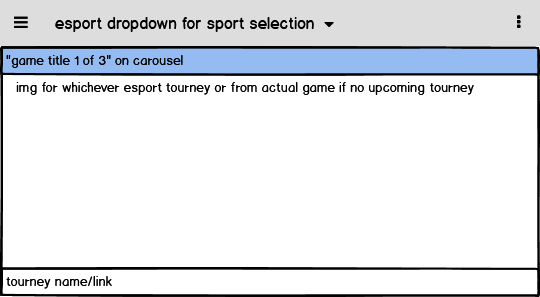 esport dropdown for sport selection
"game title 1 of 3" on carousel
img for whichever esport tourney or from actual game if no upcoming tourney
tourney name/link